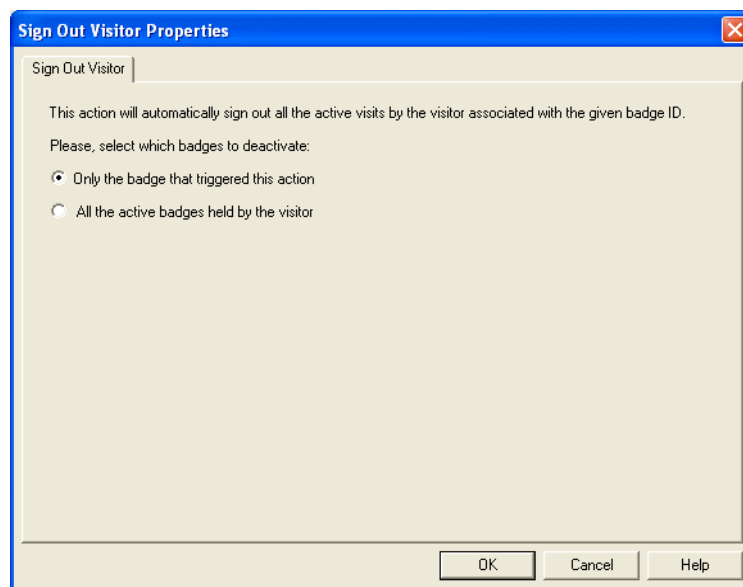 Sign Out Visitor Properties
Sign Out Visitor
This action will automatically sign out all the active visits by the visitor associated with the given badge ID.
Please, select which badges to deactivate:
Only the badge that triggered this action
All the active badges held by the visitor
OK Cancel Help